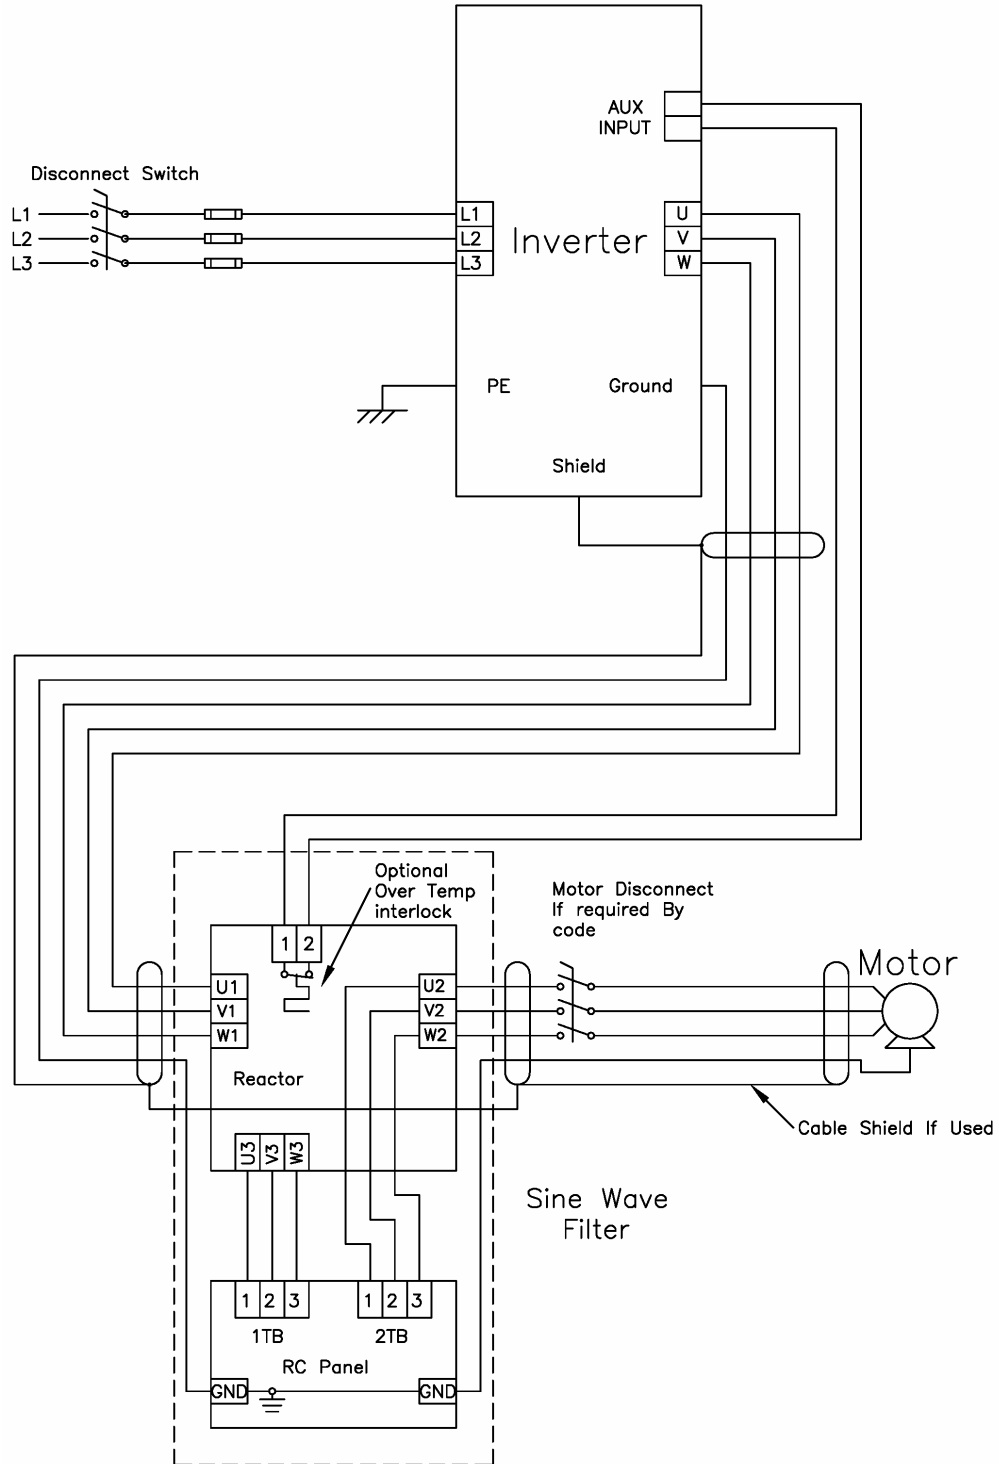 AUX
INPUT
Disconnect Switch
L1
L2
L3
L1
L2
L3
Inverter
U
V
W
PE
Ground
Shield
Optional
Over Temp
interlock
Motor Disconnect
If required By
code
1 2
Motor
U1
V1
W1
U2
V2
W2
Reactor
Cable Shield If Used
U3
V3
W3
Sine Wave
Filter
1 2 3
1 2 3
1TB
2TB
RC Panel
GND
GND